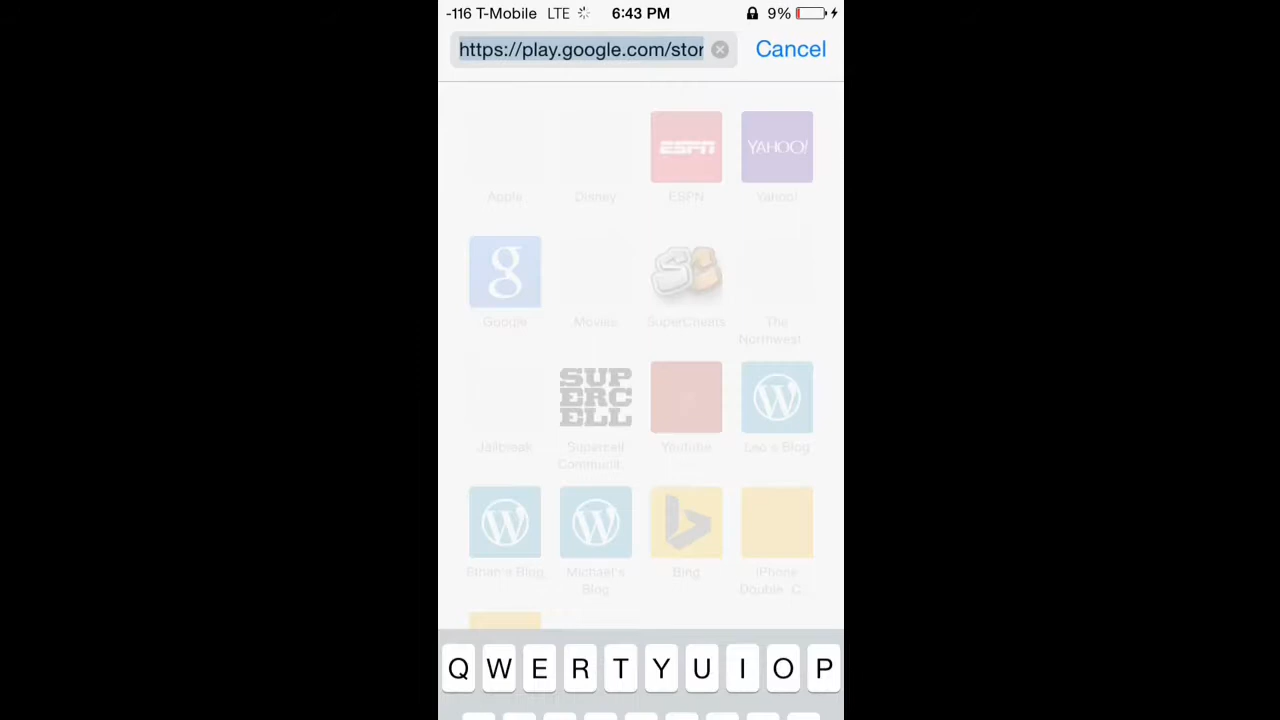 -116 T-Mobile LTE 6:43 PM 9%
https://play.google.com/stor Cancel
ESPN YAHOO!
Apple Disney ESPN Yahoo!
g
Google Movies SuperCheats The
Northwest
SUP
ERC
ELL
Jailbreak Supercell Youtube Leo's Blog
Communit...
Ethan's Blog Michael's Bing iPhone
Blog Double_C...
Q W E R T Y U I O P